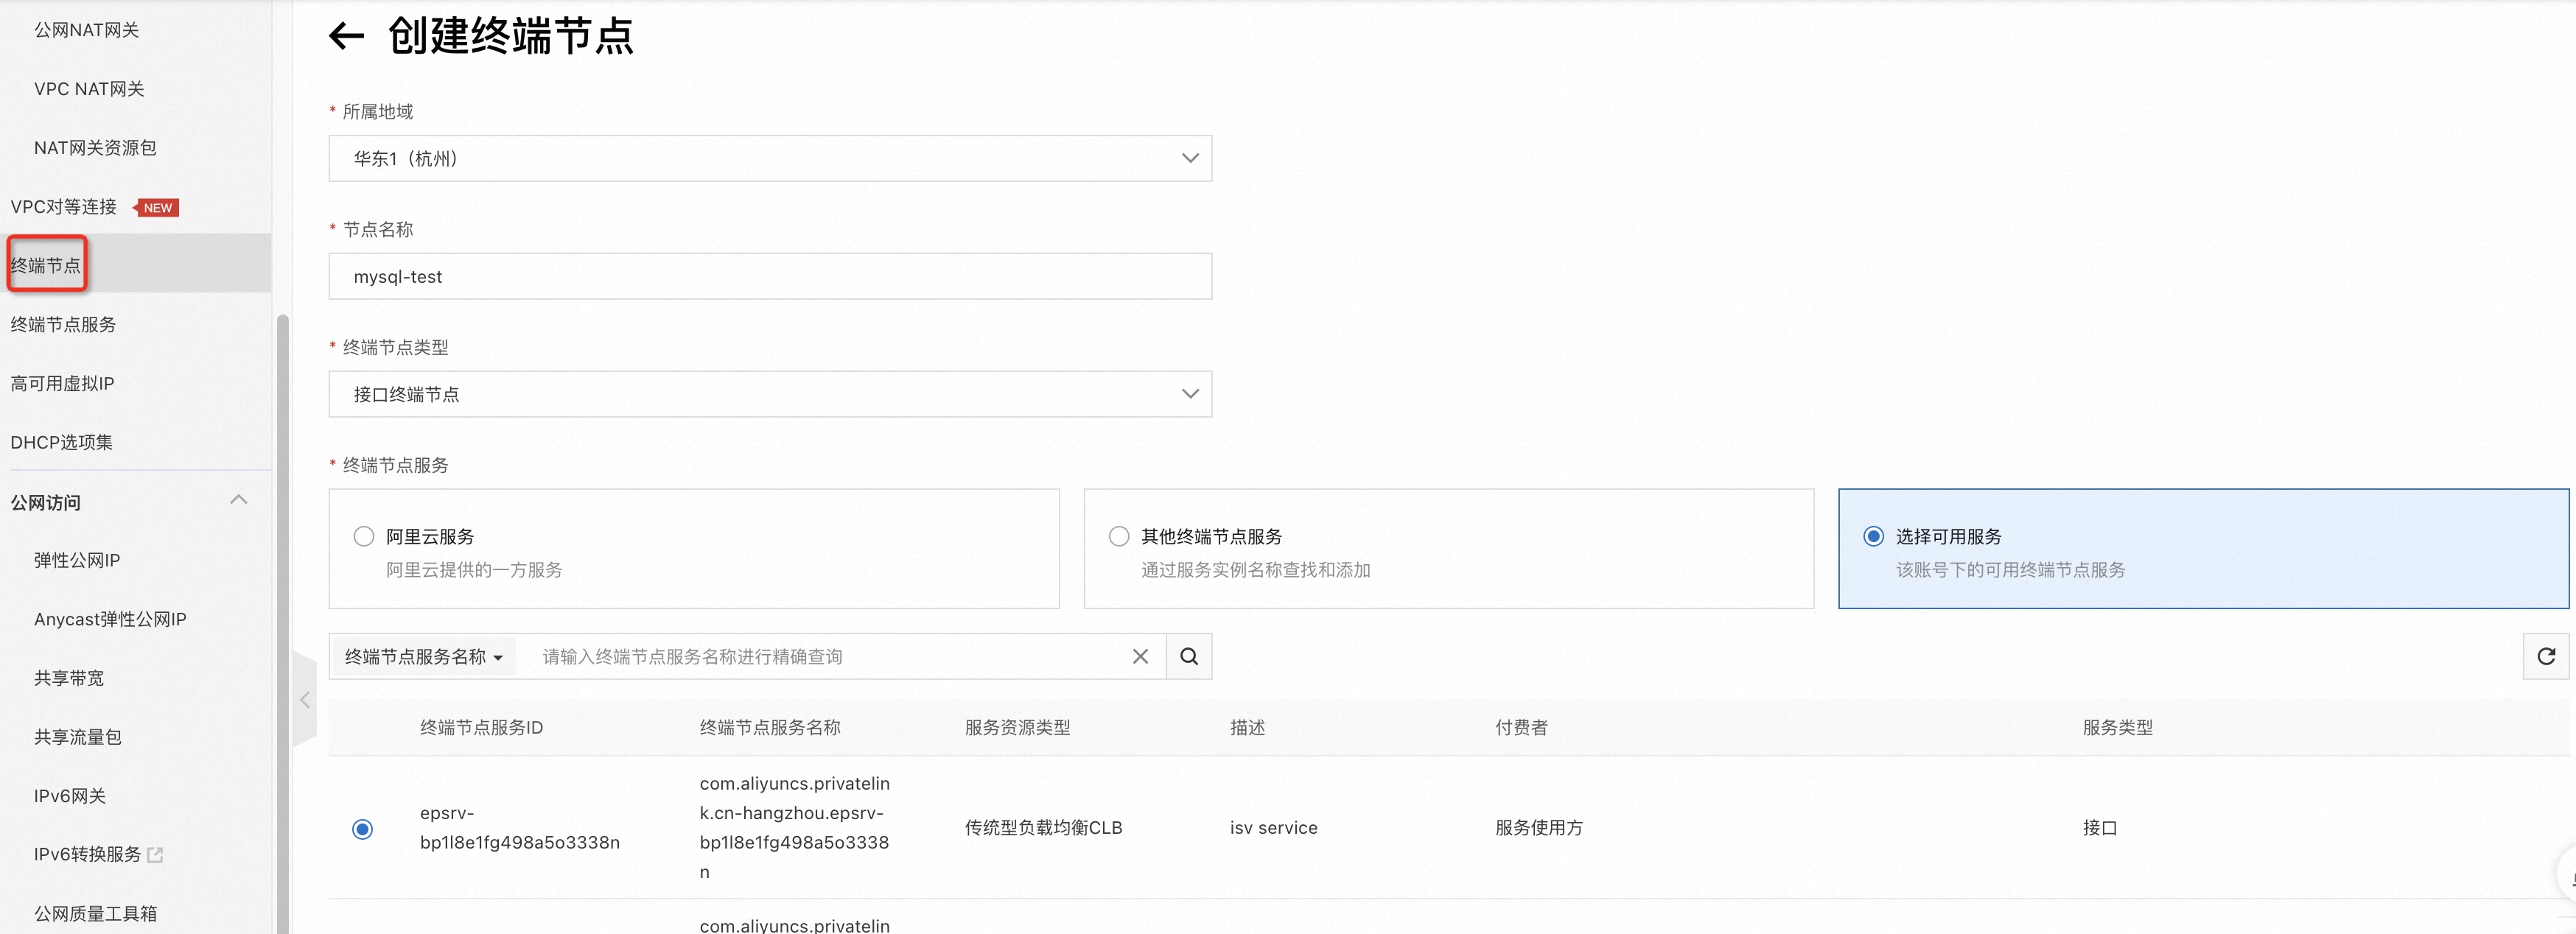 公网NAT网关
VPC NAT网关
NAT网关资源包
VPC对等连接 NEW
终端节点
终端节点服务
高可用虚拟IP
DHCP选项集
公网访问
弹性公网IP
Anycast弹性公网IP
共享带宽
共享流量包
IPv6网关
IPv6转换服务
公网质量工具箱
创建终端节点
* 所属地域
华东1（杭州）
* 节点名称
mysql-test
* 终端节点类型
接口终端节点
* 终端节点服务
阿里云服务
阿里云提供的一方服务
其他终端节点服务
通过服务实例名称查找和添加
选择可用服务
该账号下的可用终端节点服务
终端节点服务名称 请输入终端节点服务名称进行精确查询
终端节点服务ID 终端节点服务名称 服务资源类型 描述 付费者 服务类型
epsrv-
bp1l8e1fg498a5o3338n
com.aliyuncs.privatelin
k.cn-hangzhou.epsrv-
bp1l8e1fg498a5o3338
n
传统型负载均衡CLB
isv service
服务使用方
接口
com.aliyuncs.privatelin